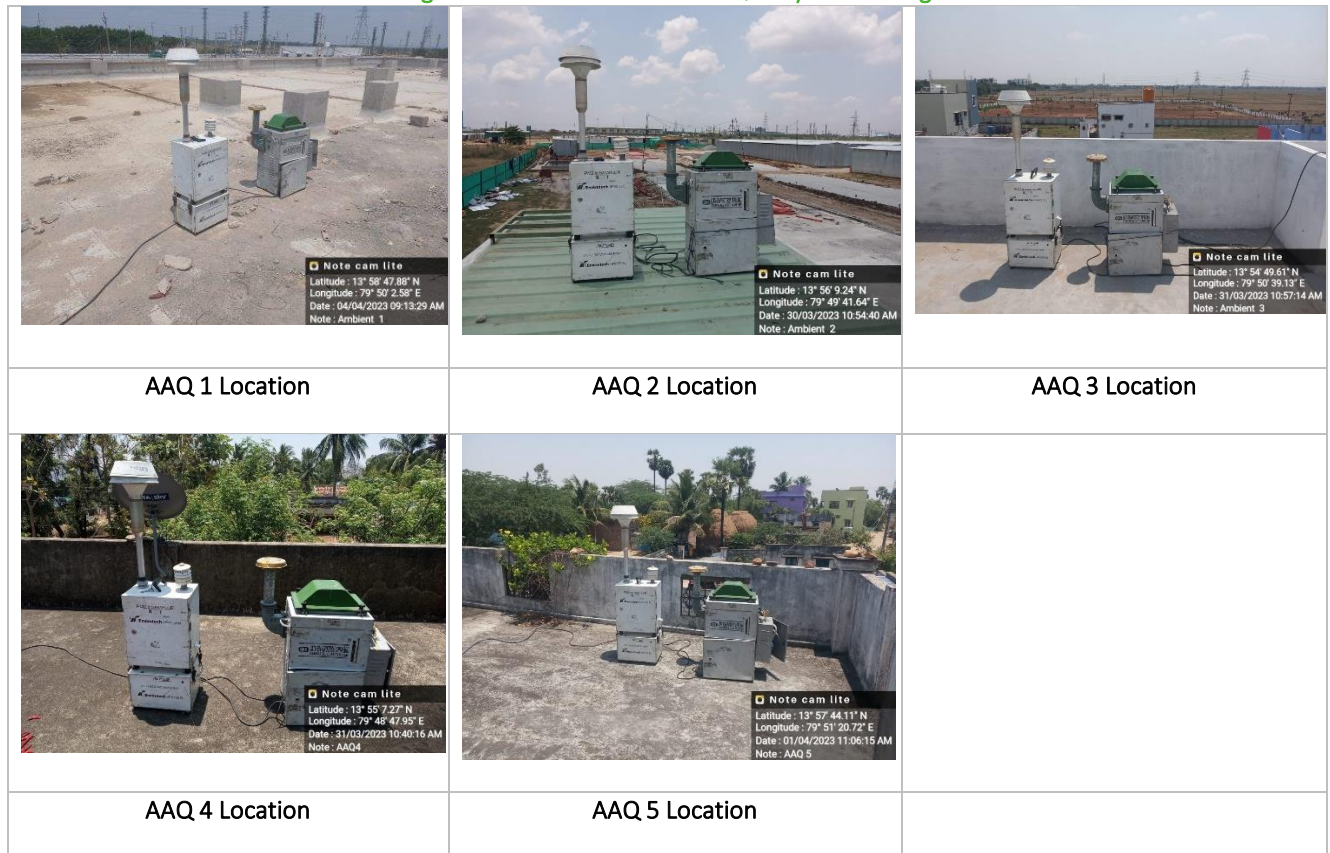 Note cam lite
Latitude : 13° 58' 47.88" N
Longitude : 79° 50' 2.58" E
Date : 04/04/2023 09:13:29 AM
Note : Ambient 1
Note cam lite
Latitude : 13° 56' 9.24" N
Longitude : 79° 49' 41.64" E
Date : 30/03/2023 10:54:40 AM
Note : Ambient 2
Note cam lite
Latitude : 13° 54' 49.61" N
Longitude : 79° 50' 39.13" E
Date : 31/03/2023 10:57:14 AM
Note : Ambient 3
AAQ 1 Location
AAQ 2 Location
AAQ 3 Location
Note cam lite
Latitude : 13° 55' 7.27" N
Longitude : 79° 48' 47.95" E
Date : 31/03/2023 10:40:16 AM
Note : AAQ4
Note cam lite
Latitude : 13° 57' 44.11" N
Longitude : 79° 51' 20.72" E
Date : 01/04/2023 11:06:15 AM
Note : AAQ 5
AAQ 4 Location
AAQ 5 Location